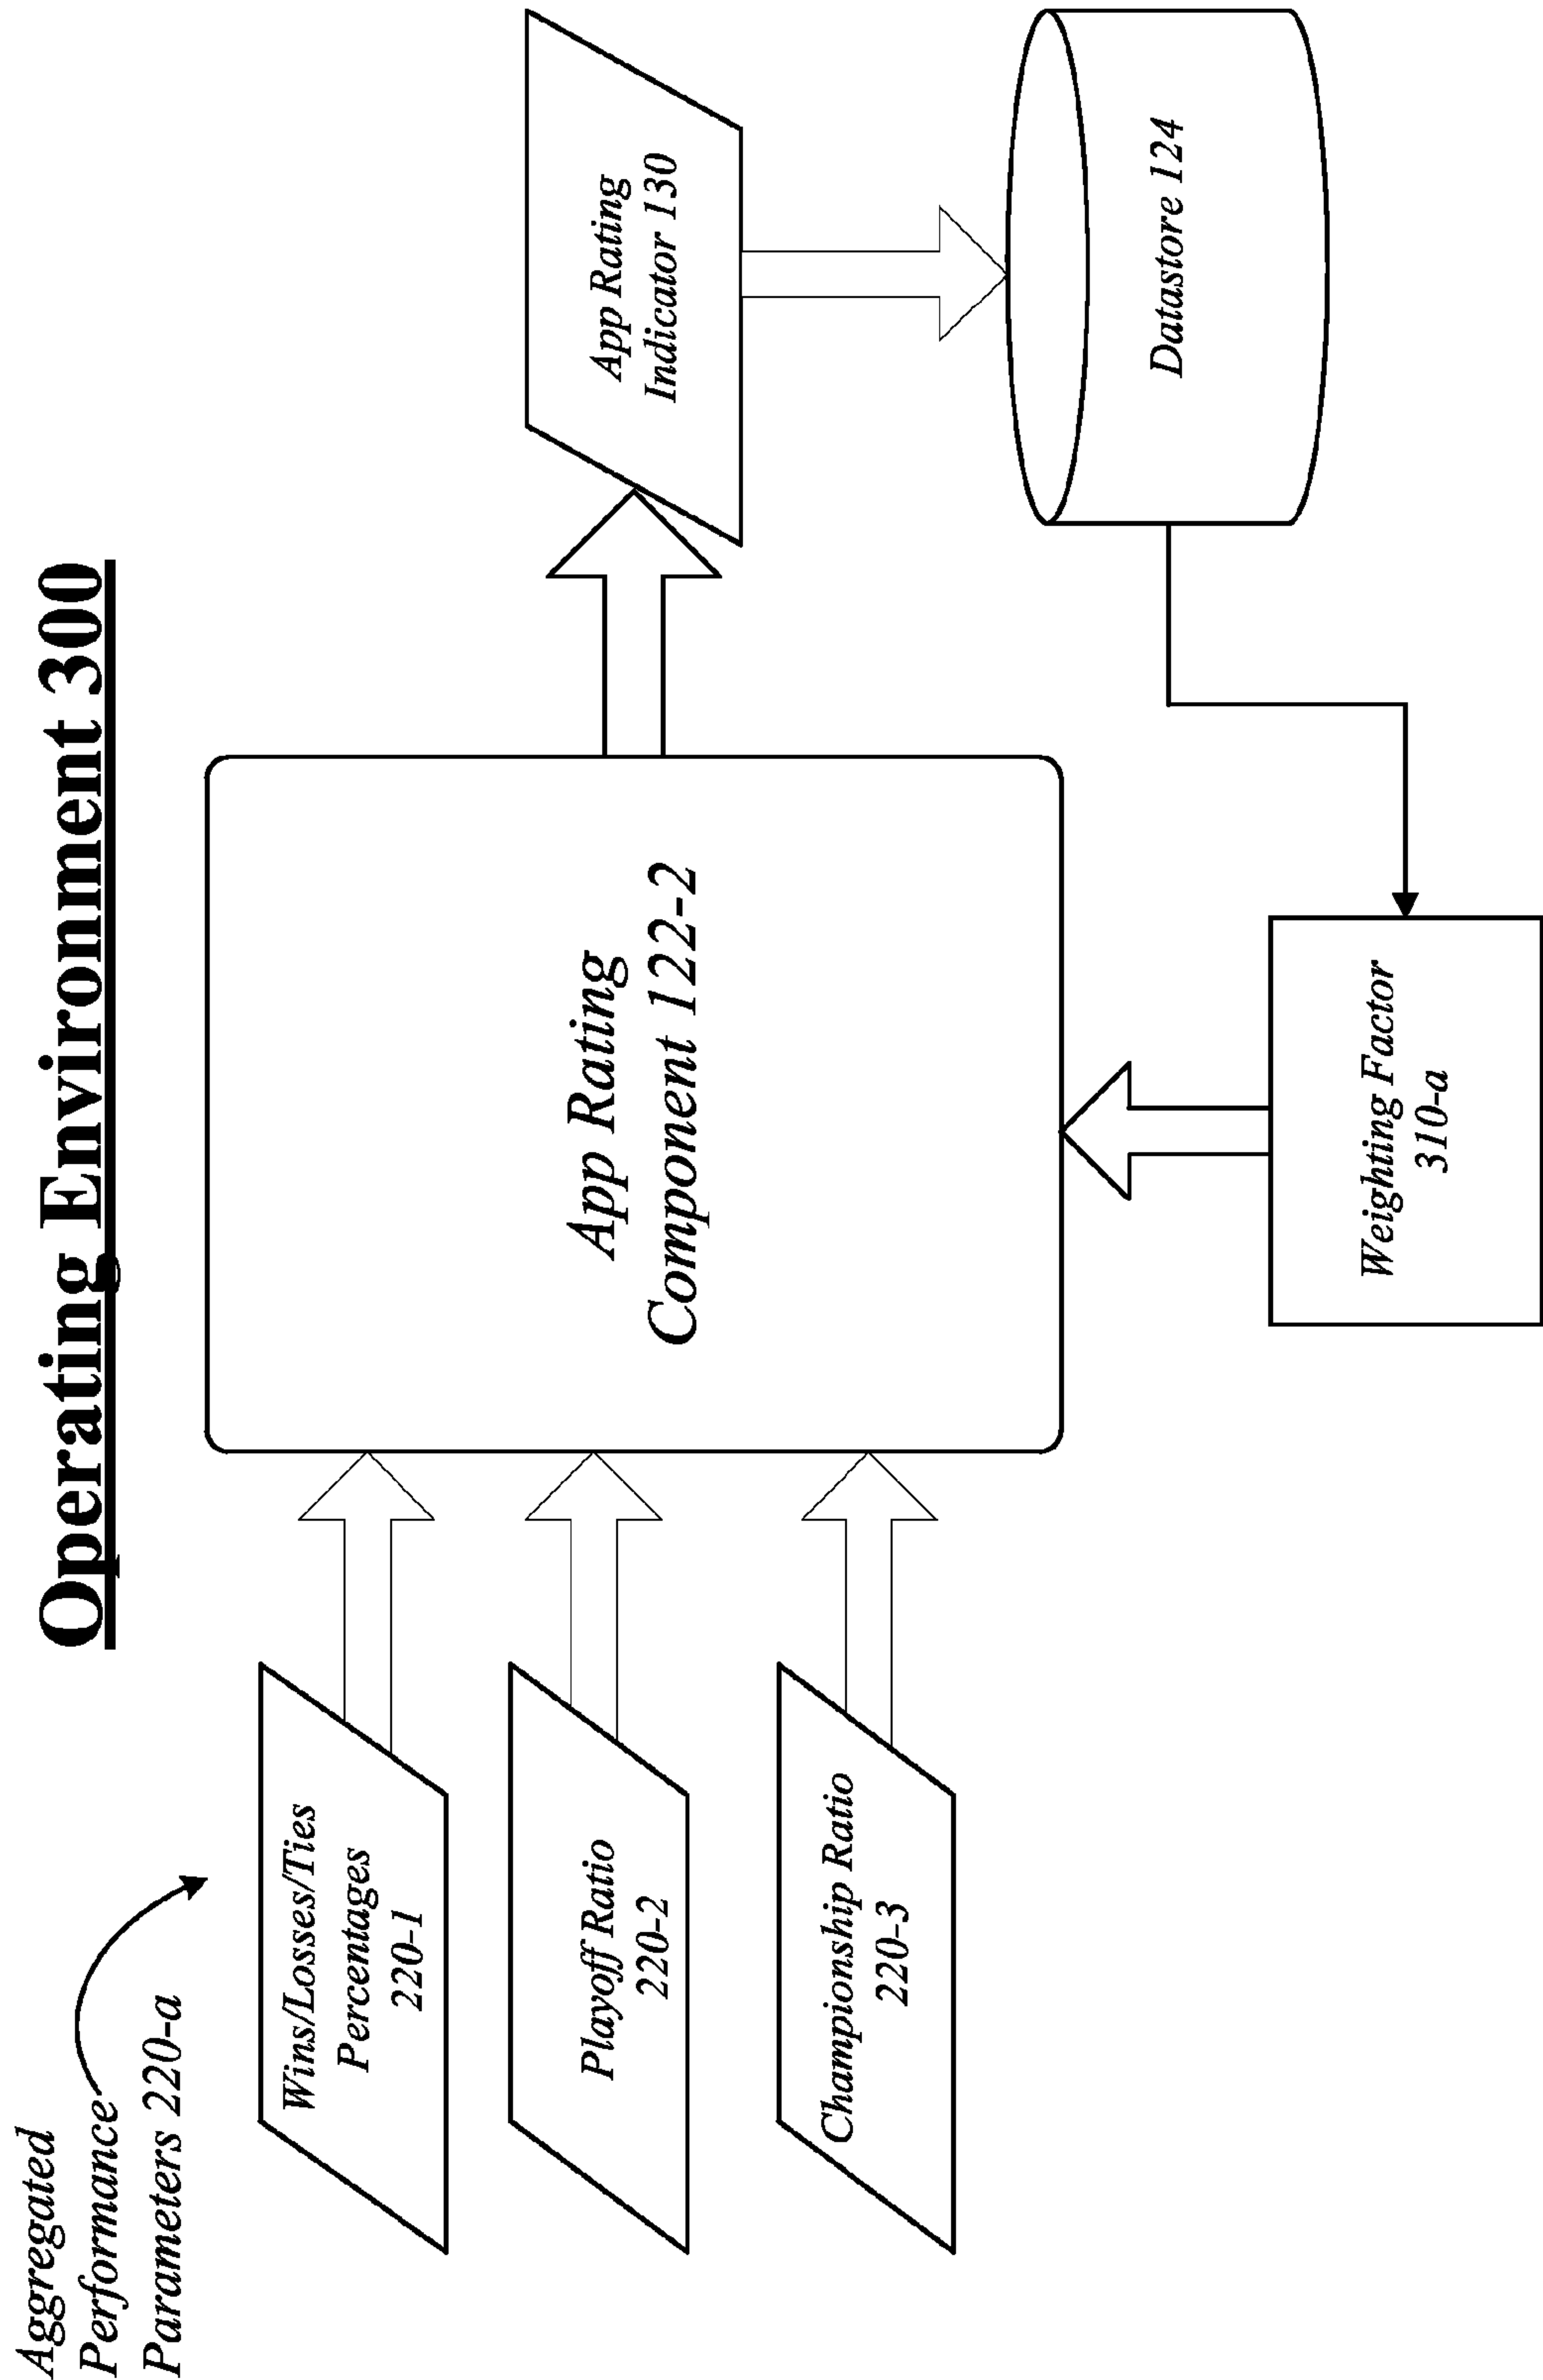 Operating Environment 300
Aggregated
Performance
Parameters 220-a
Wins/Losses/Ties
Percentages
220-1
Playoff Ratio
220-2
Championship Ratio
220-3
App Rating
Component 122-2
App Rating
Indicator 130
Datastore 124
Weighting Factor
310-a